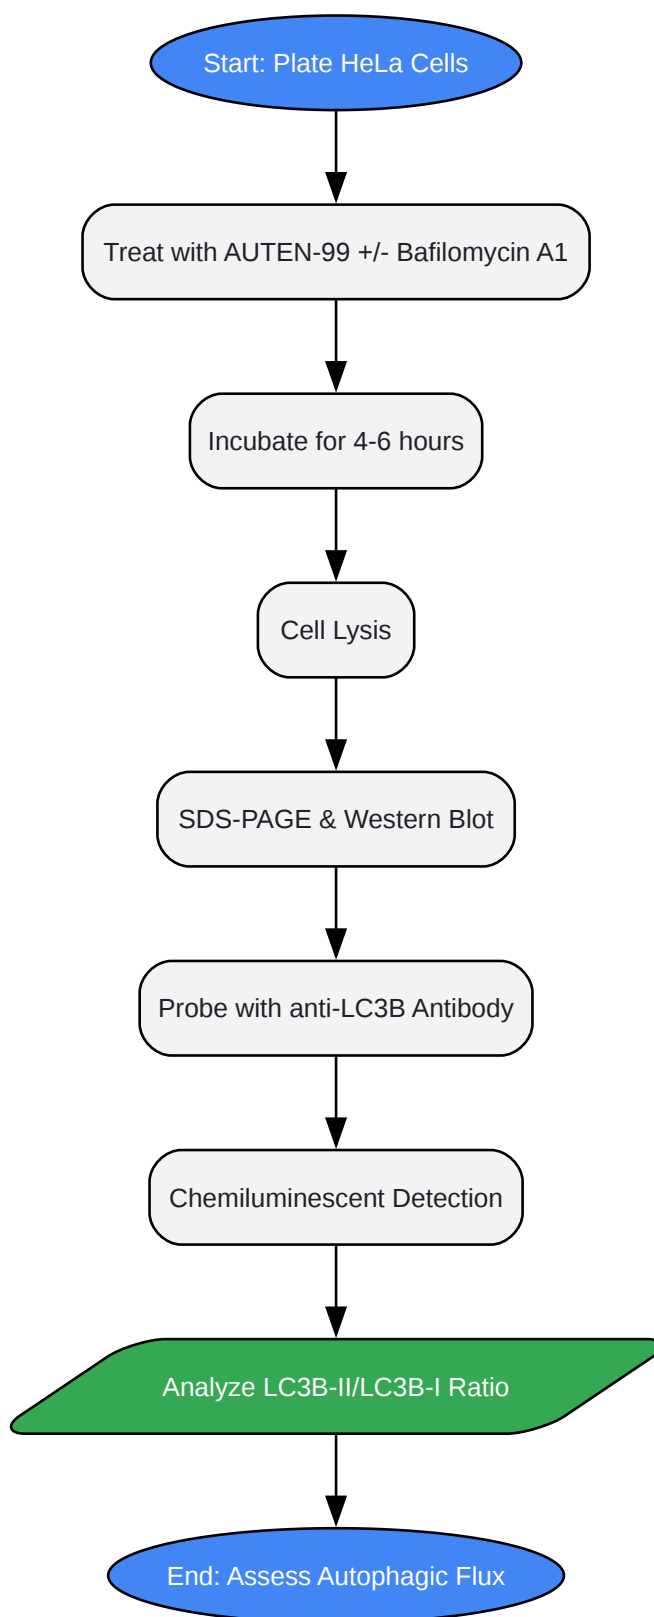 Start: Plate HeLa Cells
Treat with AUTEN-99 +/- Bafilomycin A1
Incubate for 4-6 hours
Cell Lysis
SDS-PAGE & Western Blot
Probe with anti-LC3B Antibody
Chemiluminescent Detection
Analyze LC3B-II/LC3B-I Ratio
End: Assess Autophagic Flux